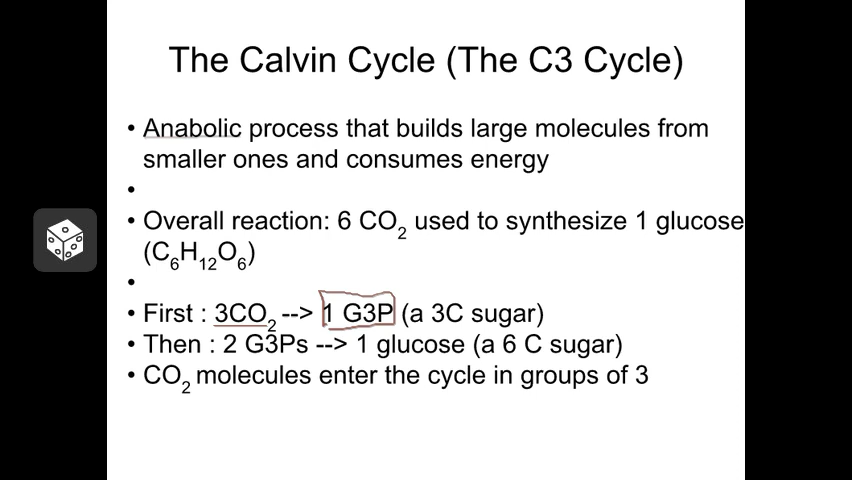 The Calvin Cycle (The C3 Cycle)
• Anabolic process that builds large molecules from
smaller ones and consumes energy
•
• Overall reaction: 6 CO₂ used to synthesize 1 glucose
(C₆H₁₂O₆)
•
• First : 3CO₂ --> 1 G3P (a 3C sugar)
• Then : 2 G3Ps --> 1 glucose (a 6 C sugar)
• CO₂ molecules enter the cycle in groups of 3